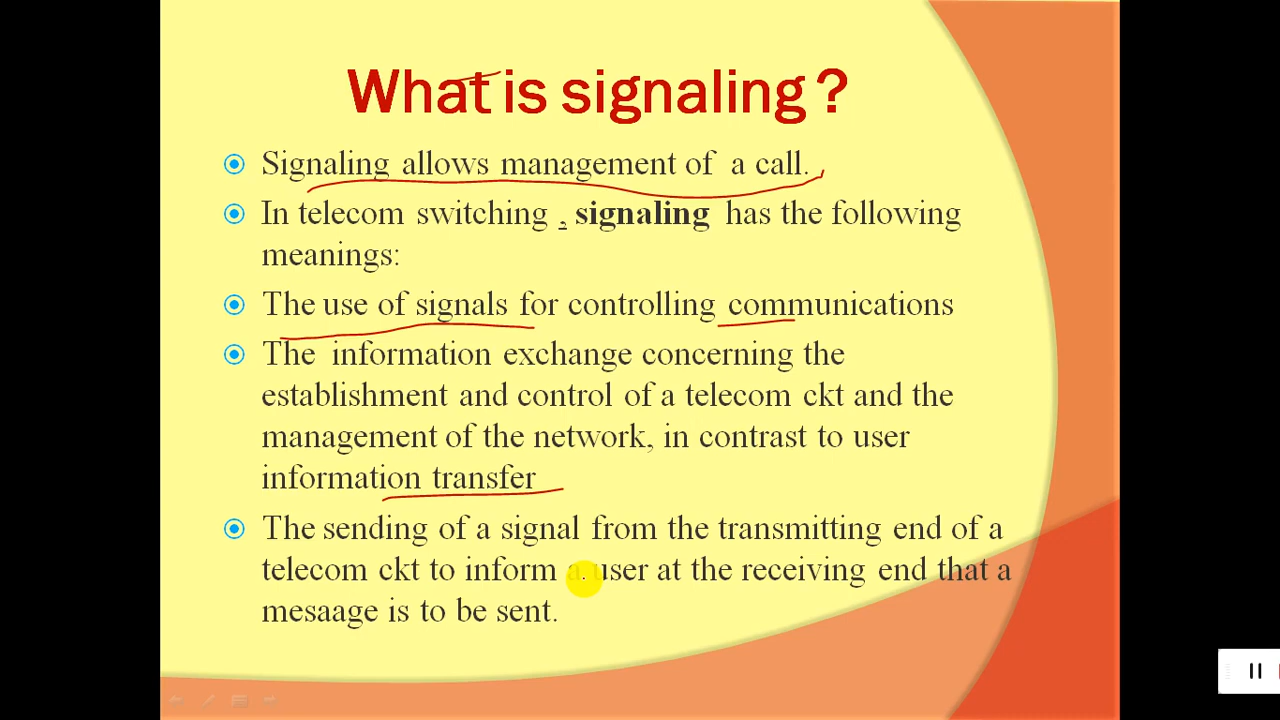 What is signaling ?
Signaling allows management of a call.
In telecom switching , signaling has the following
meanings:
The use of signals for controlling communications
The information exchange concerning the
establishment and control of a telecom ckt and the
management of the network, in contrast to user
information transfer
The sending of a signal from the transmitting end of a
telecom ckt to inform a user at the receiving end that a
mesaage is to be sent.